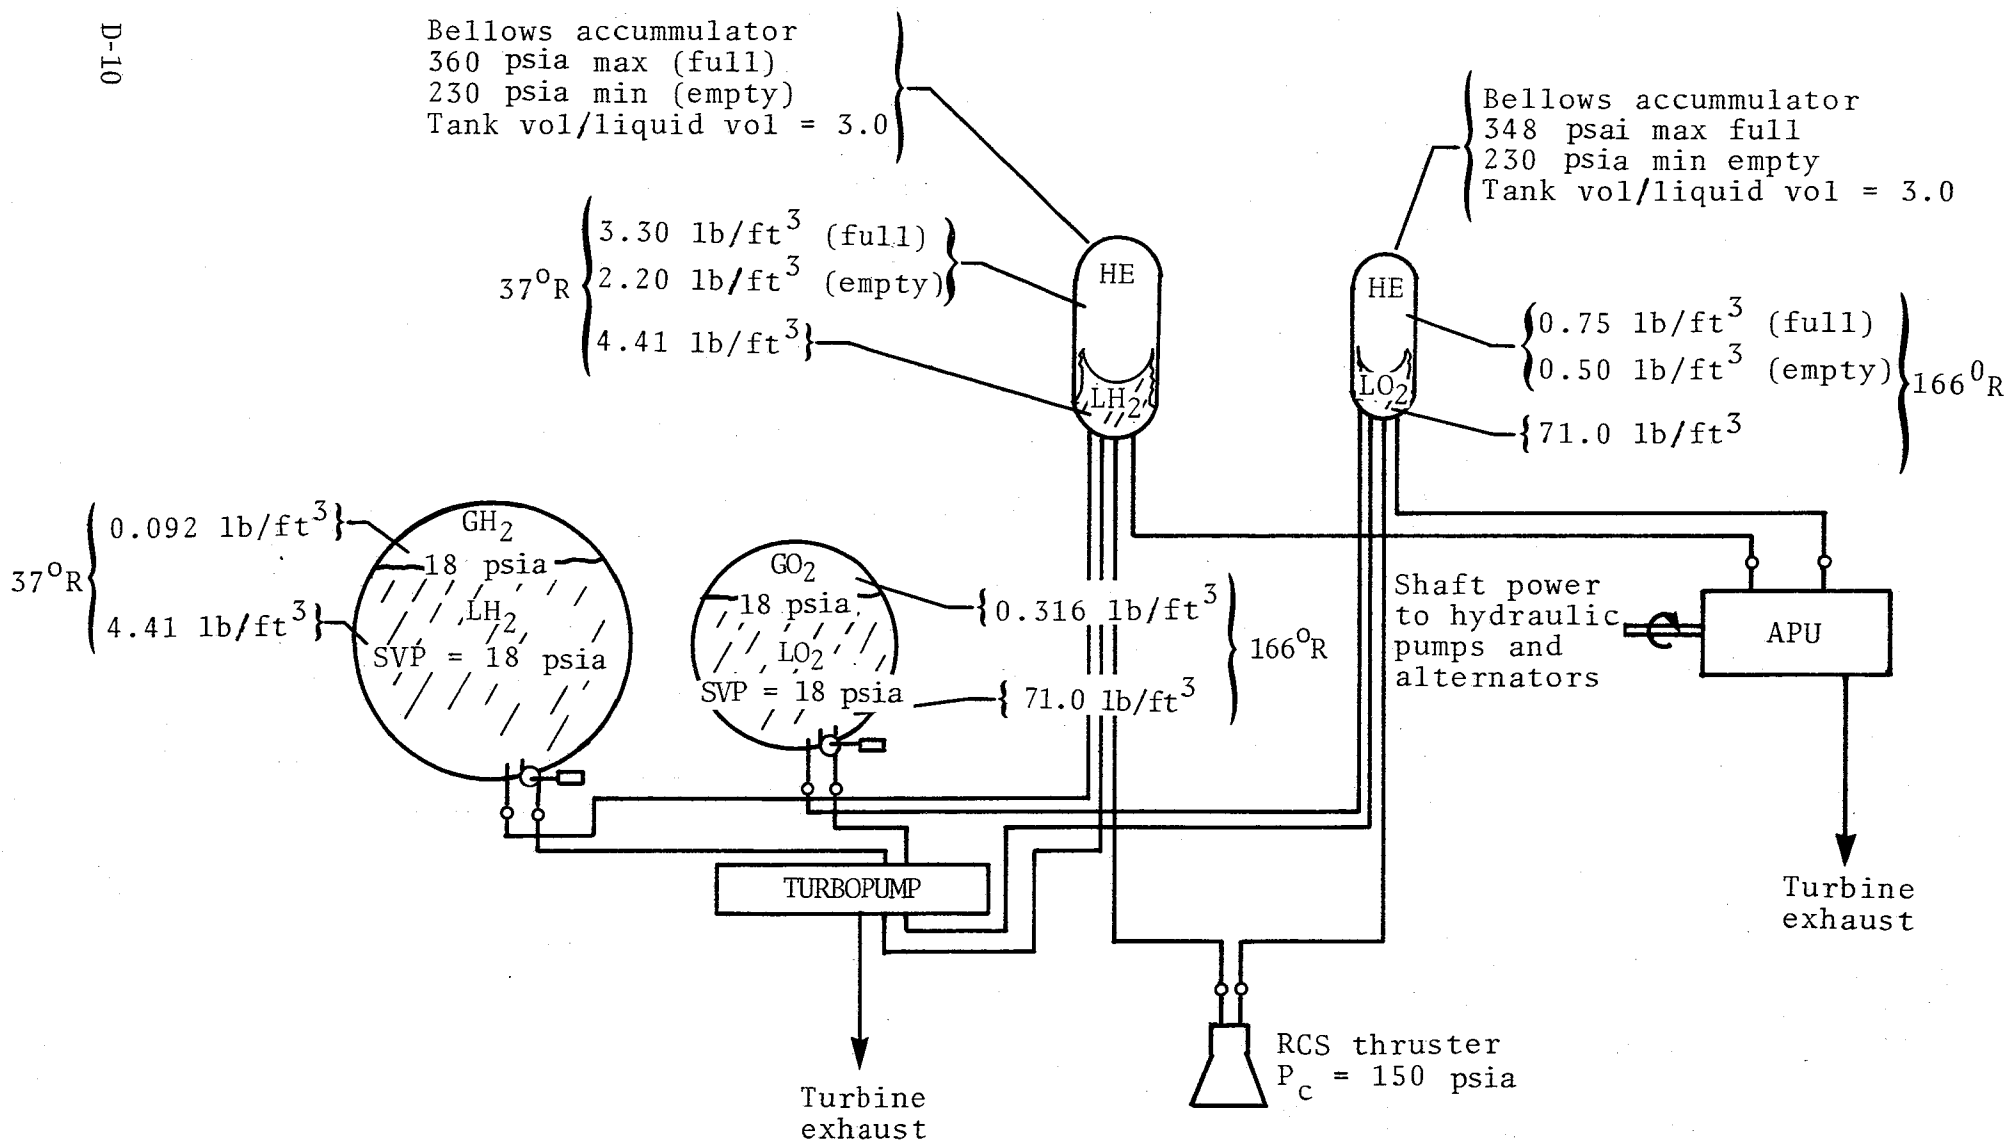 D-10
Bellows accummulator
360 psia max (full)
230 psia min (empty)
Tank vol/liquid vol = 3.0
Bellows accummulator
348 psai max full
230 psia min empty
Tank vol/liquid vol = 3.0
37°R
3.30 lb/ft³ (full)
2.20 lb/ft³ (empty)
4.41 lb/ft³
HE
LH₂
HE
LO₂
0.75 lb/ft³ (full)
0.50 lb/ft³ (empty)
71.0 lb/ft³
166⁰R
37°R
0.092 lb/ft³
4.41 lb/ft³
GH₂
18 psia
LH₂
SVP = 18 psia
GO₂
18 psia
LO₂
SVP = 18 psia
0.316 lb/ft³
71.0 lb/ft³
166°R
Shaft power
to hydraulic
pumps and
alternators
APU
Turbine
exhaust
TURBOPUMP
Turbine
exhaust
RCS thruster
P_c = 150 psia